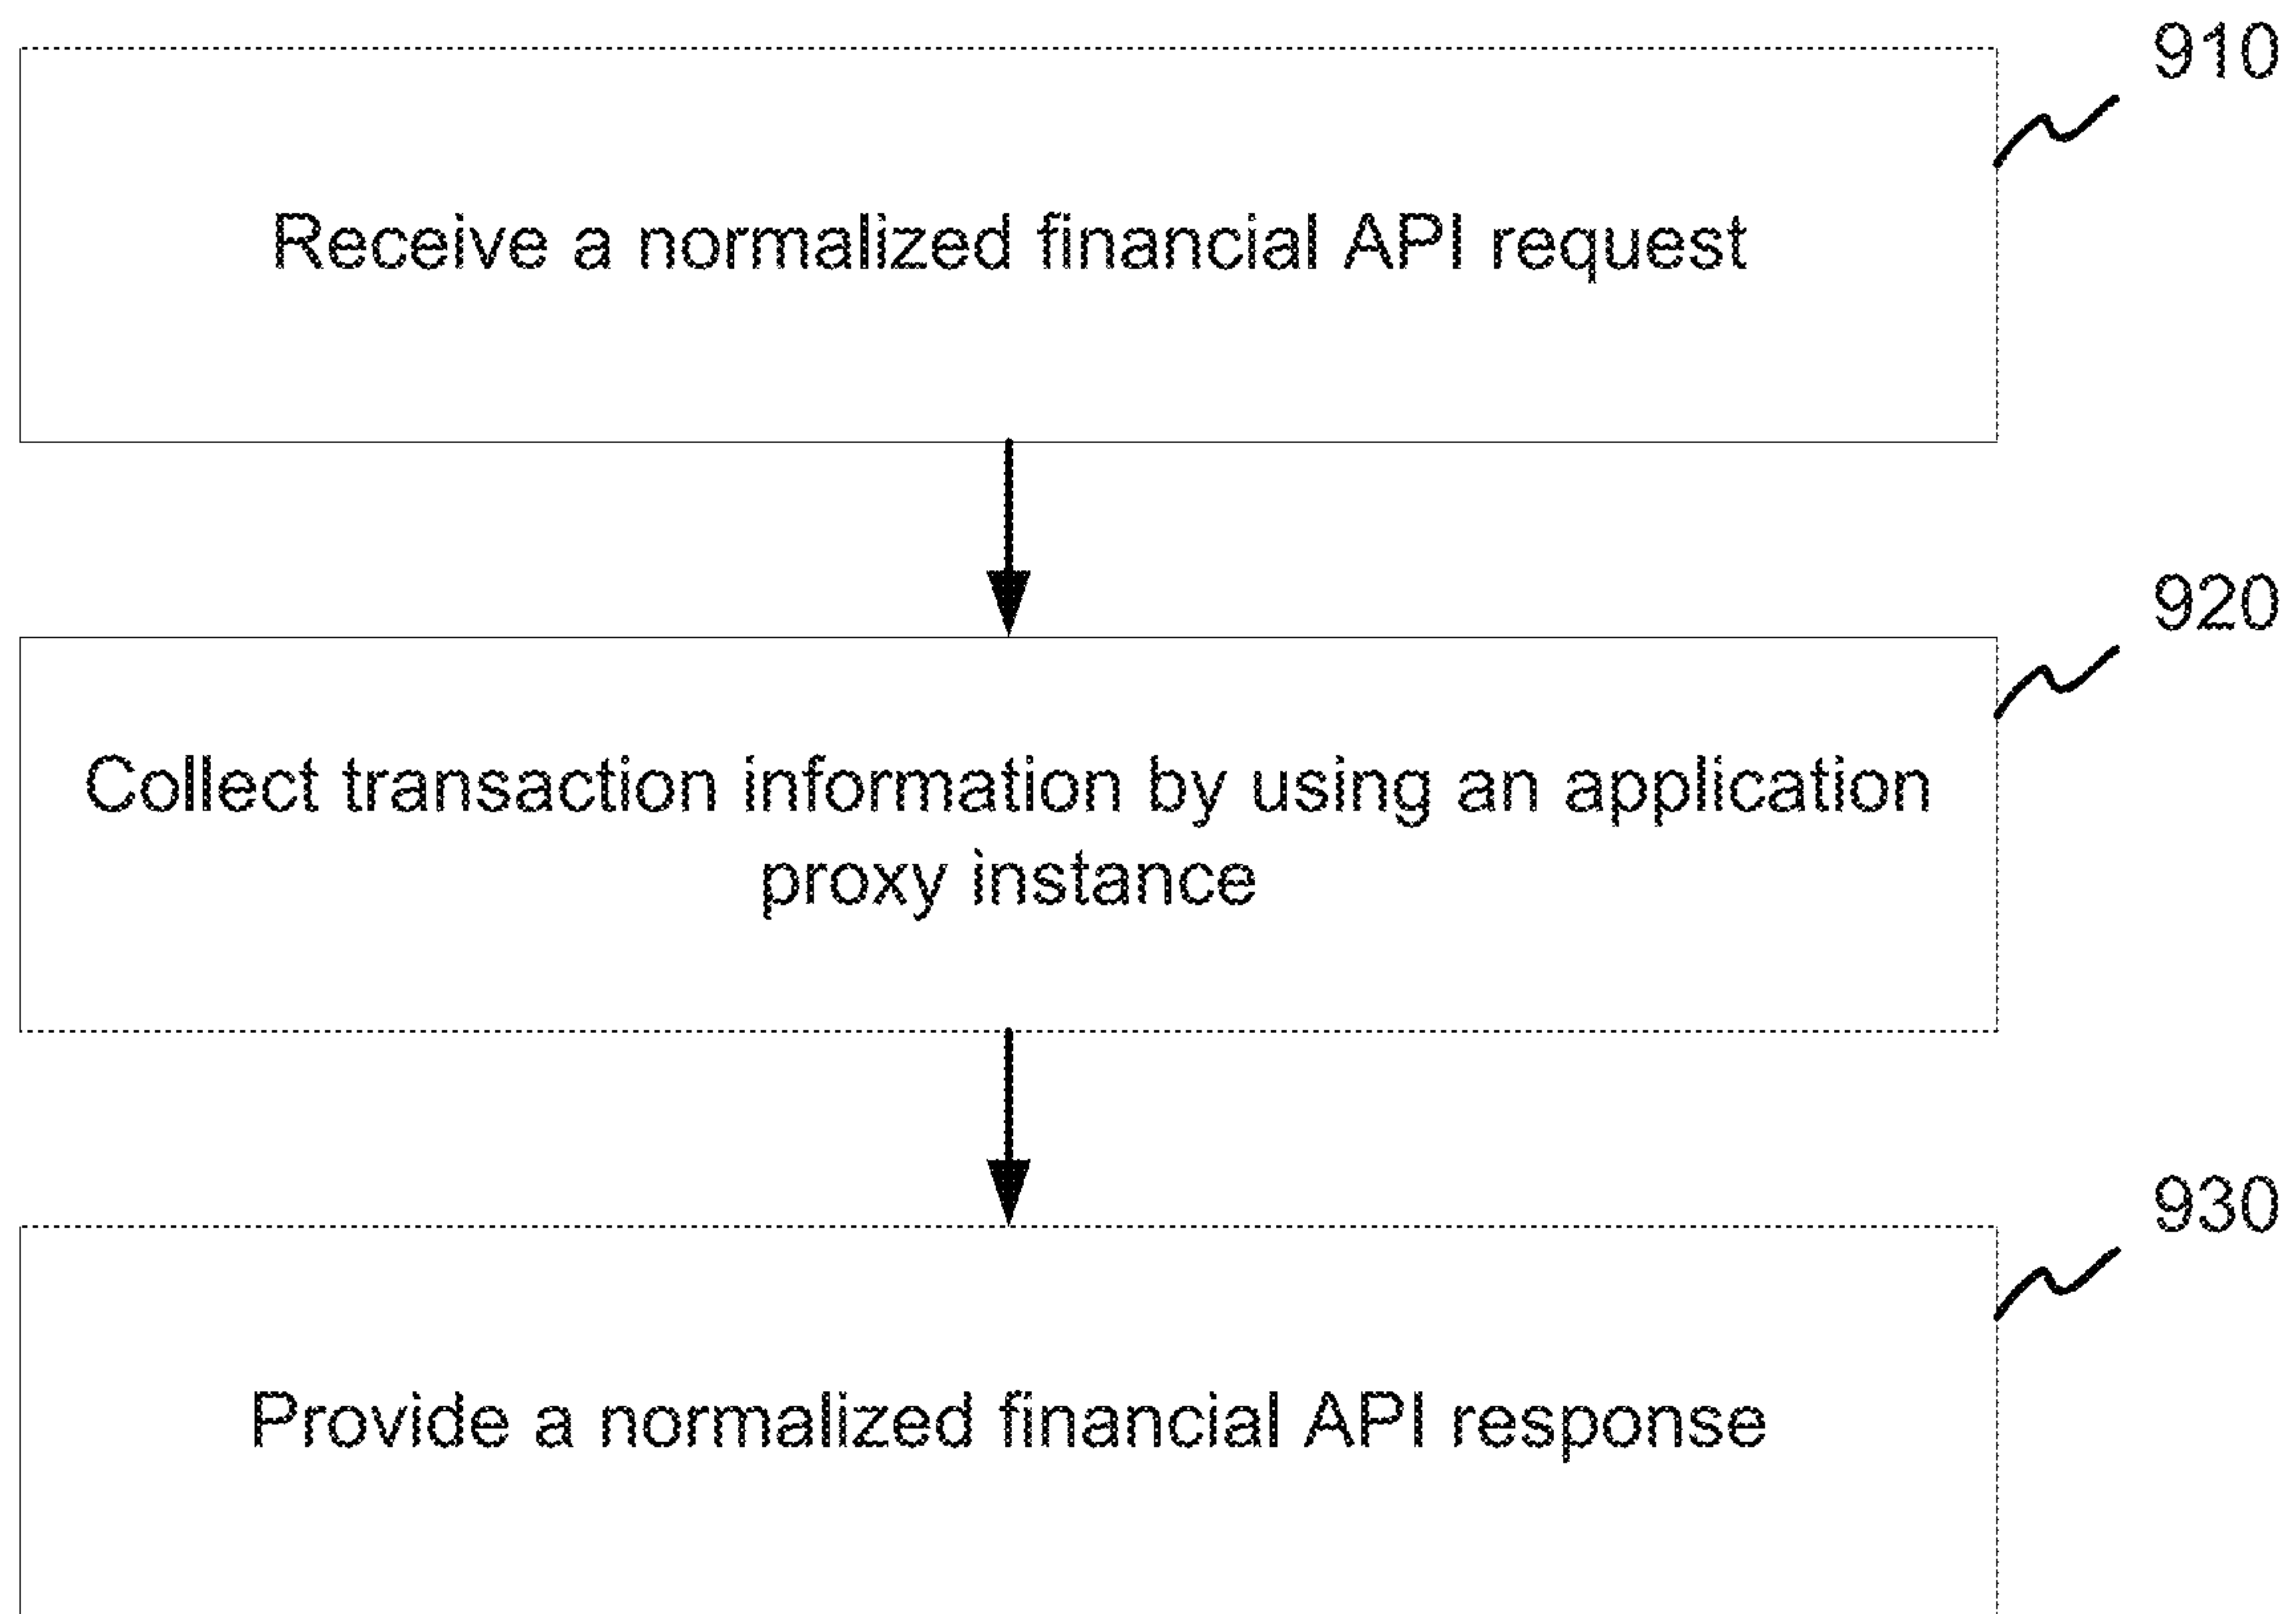 910
Receive a normalized financial API request
920
Collect transaction information by using an application
proxy instance
930
Provide a normalized financial API response